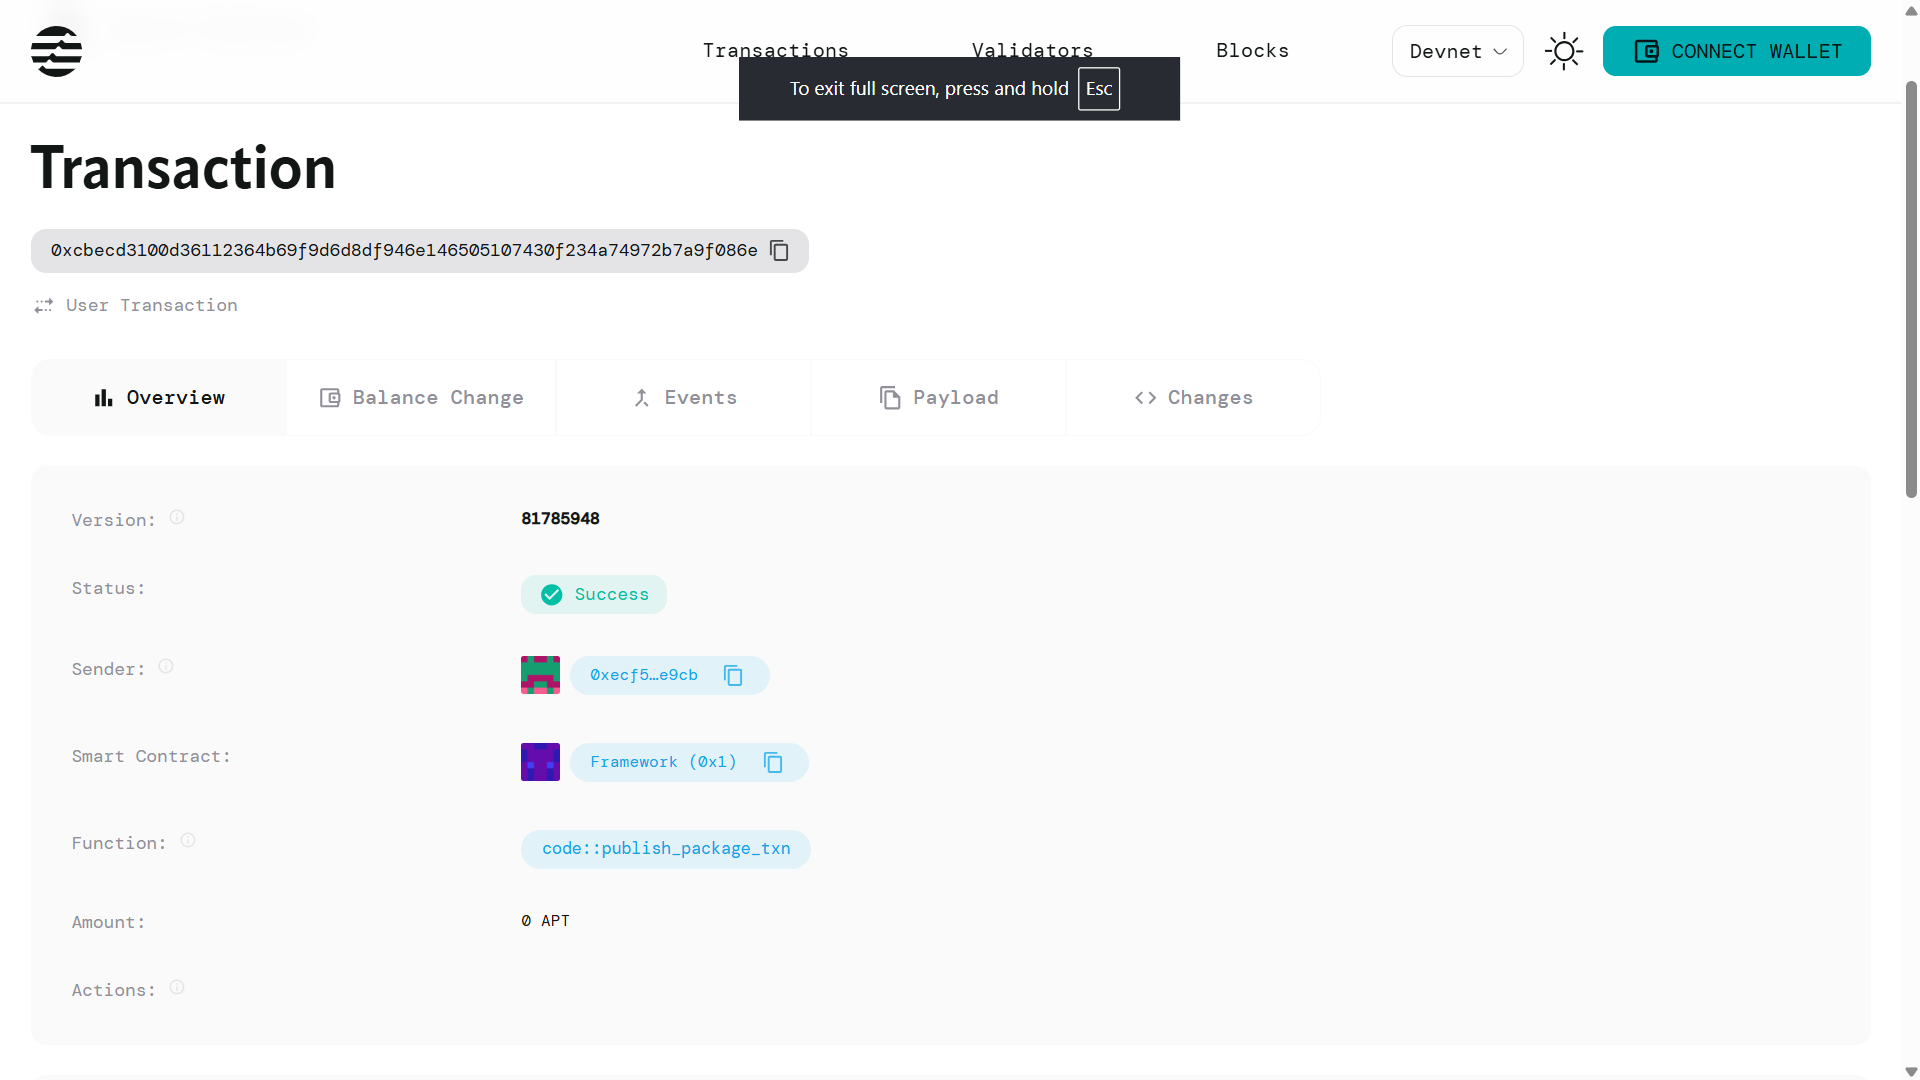 Transactions
Validators
Blocks
Devnet
CONNECT WALLET
To exit full screen, press and hold Esc
Transaction
0xcbecd3100d36112364b69f9d6d8df946e146505107430f234a74972b7a9f086e
User Transaction
Overview
Balance Change
Events
Payload
Changes
Version:
81785948
Status:
Success
Sender:
0xecf5…e9cb
Smart Contract:
Framework (0x1)
Function:
code::publish_package_txn
Amount:
0 APT
Actions: